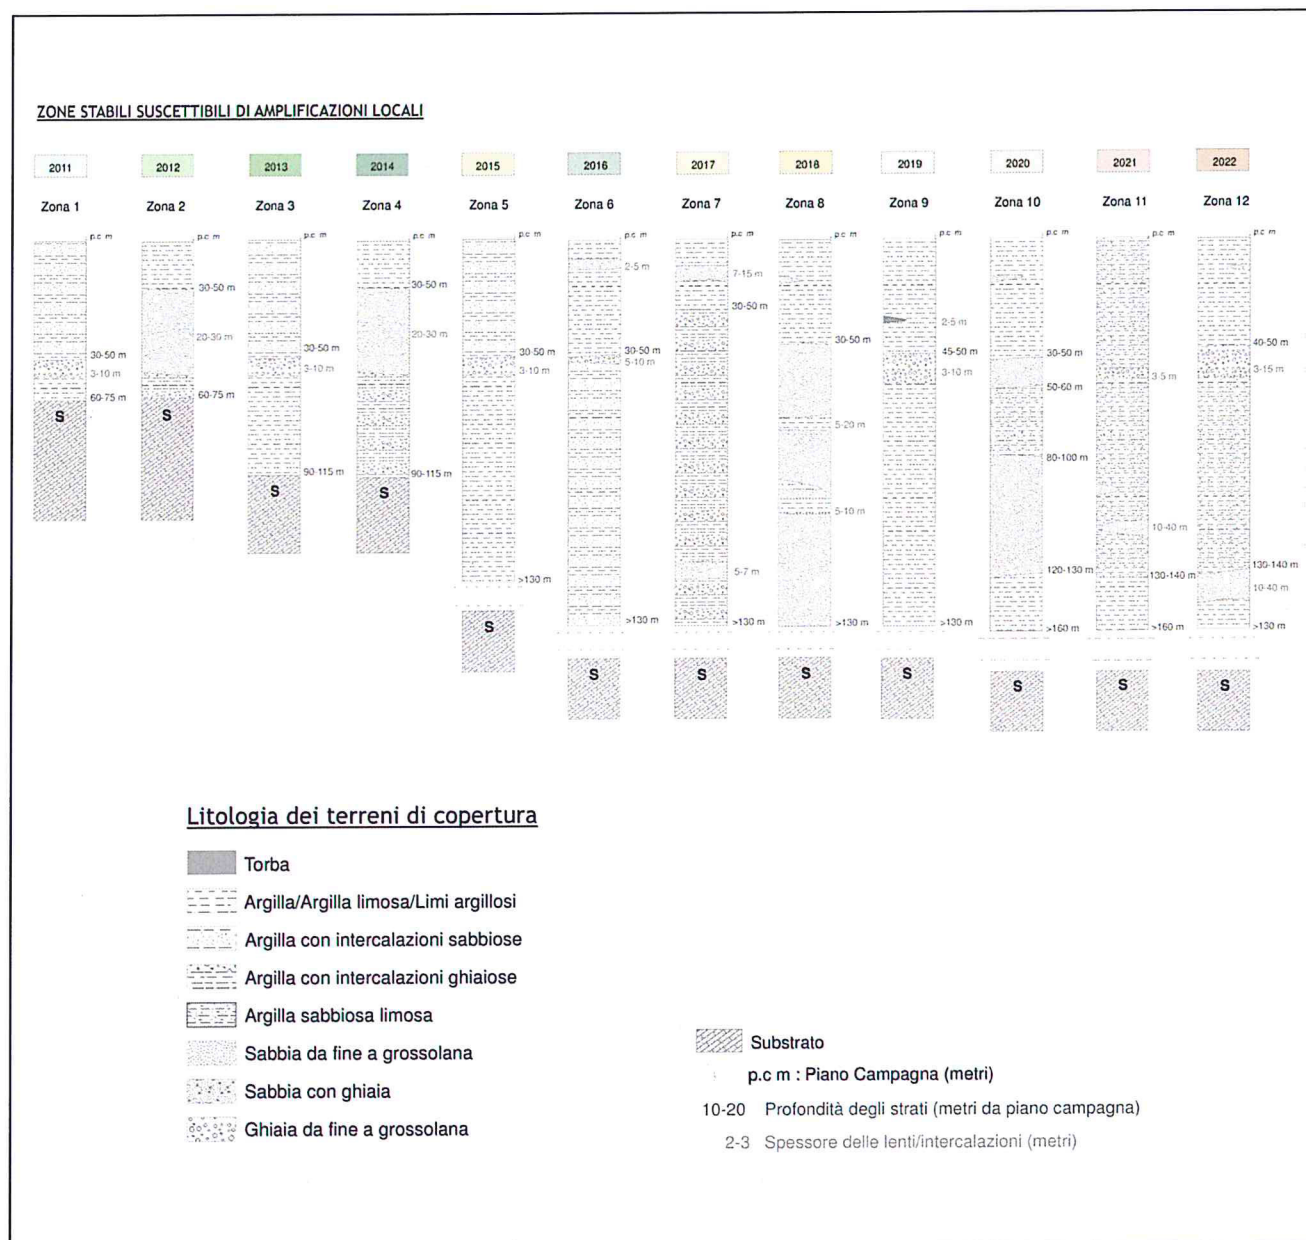 ZONE STABILI SUSCETTIBILI DI AMPLIFICAZIONI LOCALI
2011 2012 2013 2014 2015 2016 2017 2018 2019 2020 2021 2022
Zona 1 Zona 2 Zona 3 Zona 4 Zona 5 Zona 6 Zona 7 Zona 8 Zona 9 Zona 10 Zona 11 Zona 12
p.c m p.c m p.c m p.c m p.c m p.c m p.c m p.c m p.c m p.c m p.c m p.c m
30-50 m
3-10 m
60-75 m
S
30-50 m
20-30 m
60-75 m
S
30-50 m
3-10 m
90-115 m
S
30-50 m
20-30 m
90-115 m
S
30-50 m
3-10 m
>130 m
S
2-5 m
30-50 m
5-10 m
>130 m
S
7-15 m
30-50 m
5-7 m
>130 m
S
30-50 m
5-20 m
5-10 m
>130 m
S
2-5 m
45-50 m
3-10 m
>130 m
S
30-50 m
50-60 m
80-100 m
120-130 m
>160 m
S
3-5 m
10-40 m
130-140 m
>160 m
S
40-50 m
3-15 m
130-140 m
10-40 m
>130 m
S
Litologia dei terreni di copertura
Torba
Argilla/Argilla limosa/Limi argillosi
Argilla con intercalazioni sabbiose
Argilla con intercalazioni ghiaiose
Argilla sabbiosa limosa
Sabbia da fine a grossolana
Sabbia con ghiaia
Ghiaia da fine a grossolana
Substrato
p.c m : Piano Campagna (metri)
10-20 Profondità degli strati (metri da piano campagna)
2-3 Spessore delle lenti/intercalazioni (metri)